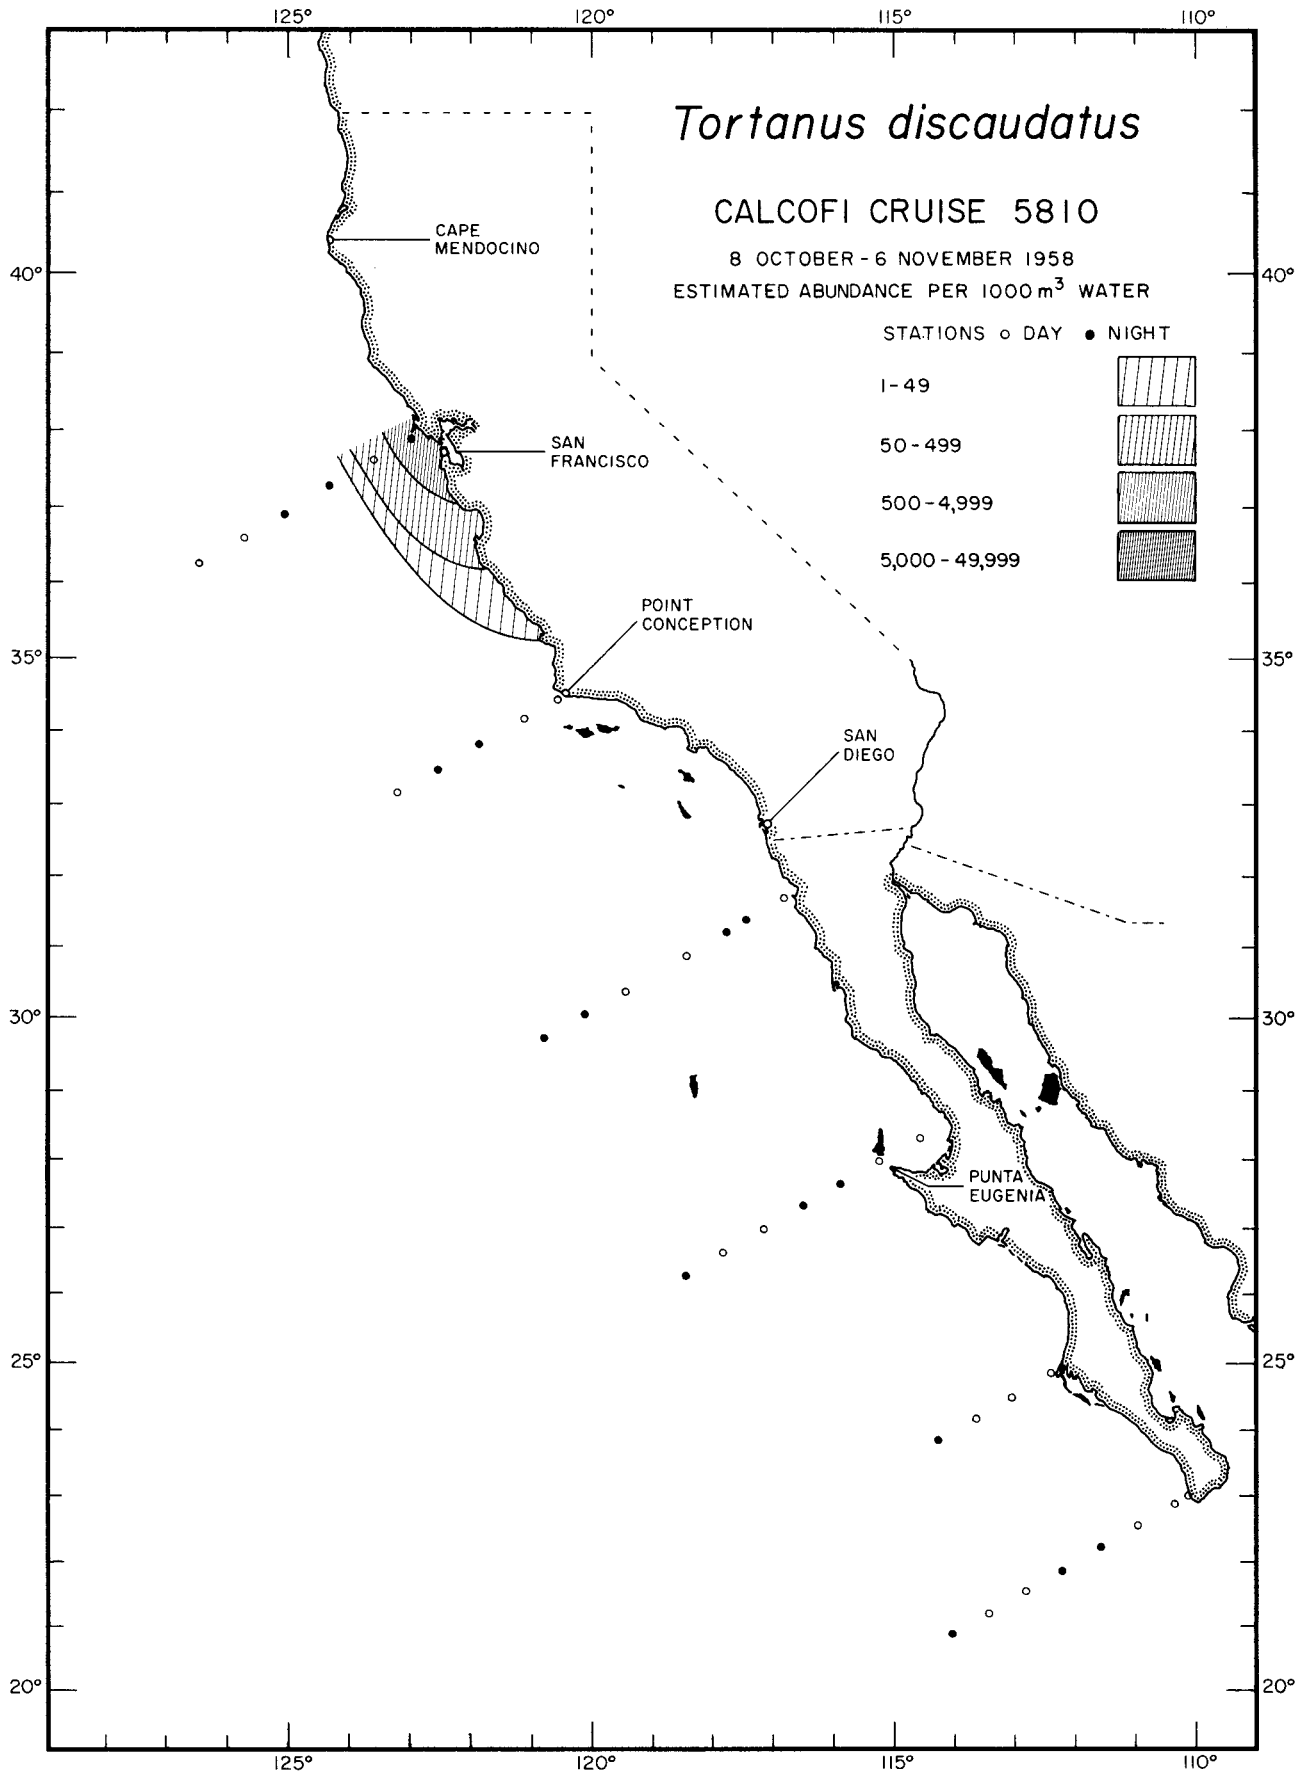 125° 120° 115° 110°
Tortanus discaudatus
CALCOFI CRUISE 5810
8 OCTOBER - 6 NOVEMBER 1958
ESTIMATED ABUNDANCE PER 1000 m³ WATER
STATIONS ○ DAY ● NIGHT
1-49
50-499
500-4,999
5,000-49,999
CAPE
MENDOCINO
40° 40°
SAN
FRANCISCO
POINT
CONCEPTION
35° 35°
SAN
DIEGO
30° 30°
PUNTA
EUGENIA
25° 25°
20° 20°
125° 120° 115° 110°